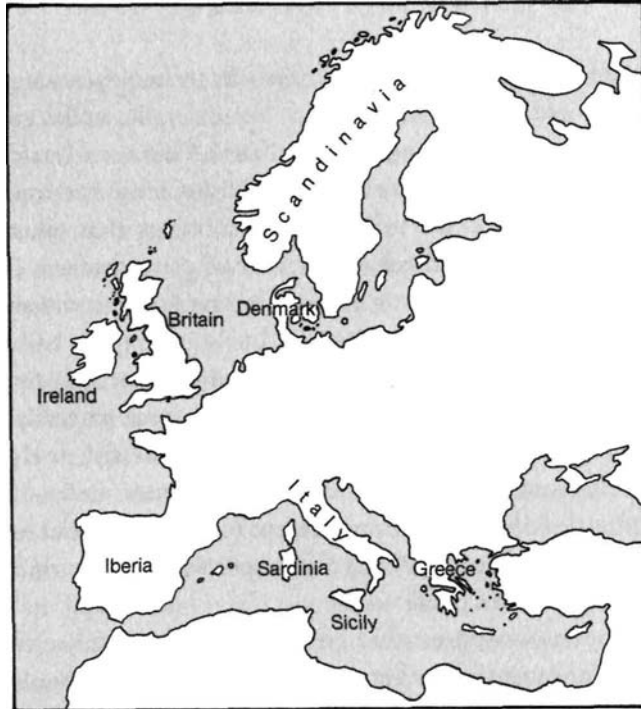 Scandinavia
Denmark
Britain
Ireland
Italy
Iberia
Sardinia
Greece
Sicily